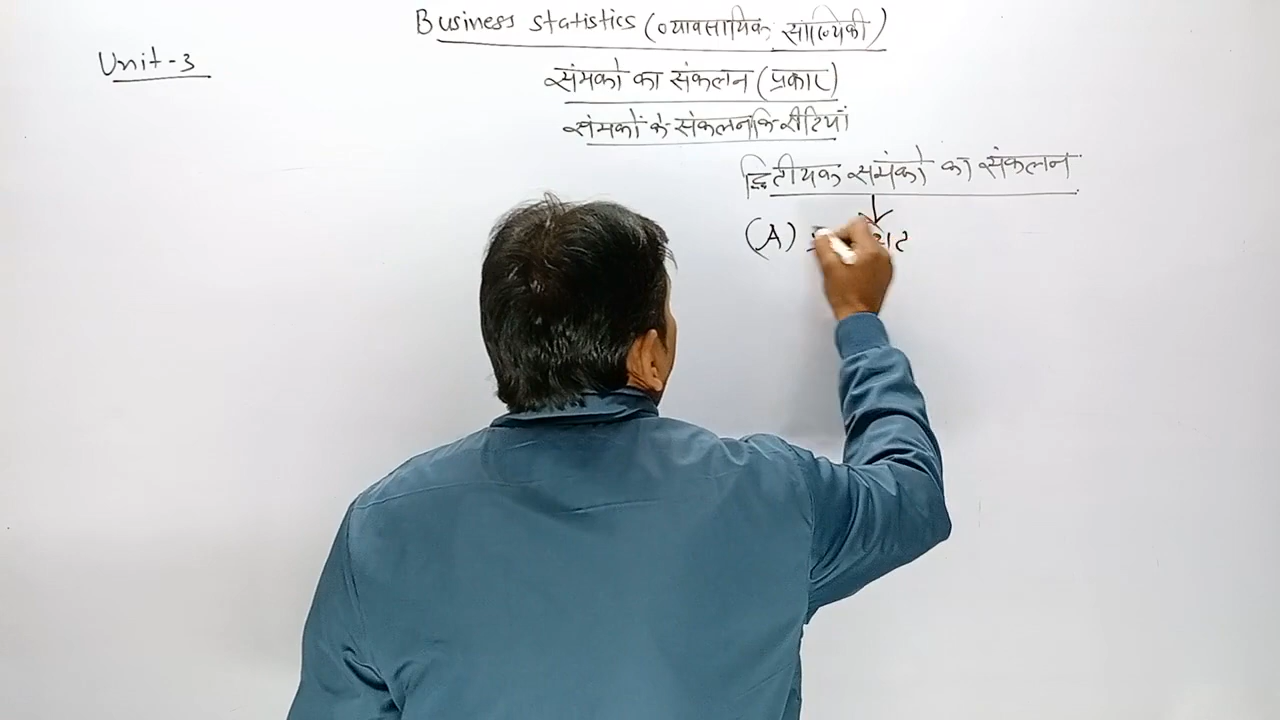 Business statistics (व्यावसायिक सांख्यिकी)
Unit-3
संमको का संकलन (प्रकार)
संमकों के संकलन कि रीतियाँ
द्वितीयक समंको का संकलन
(A)